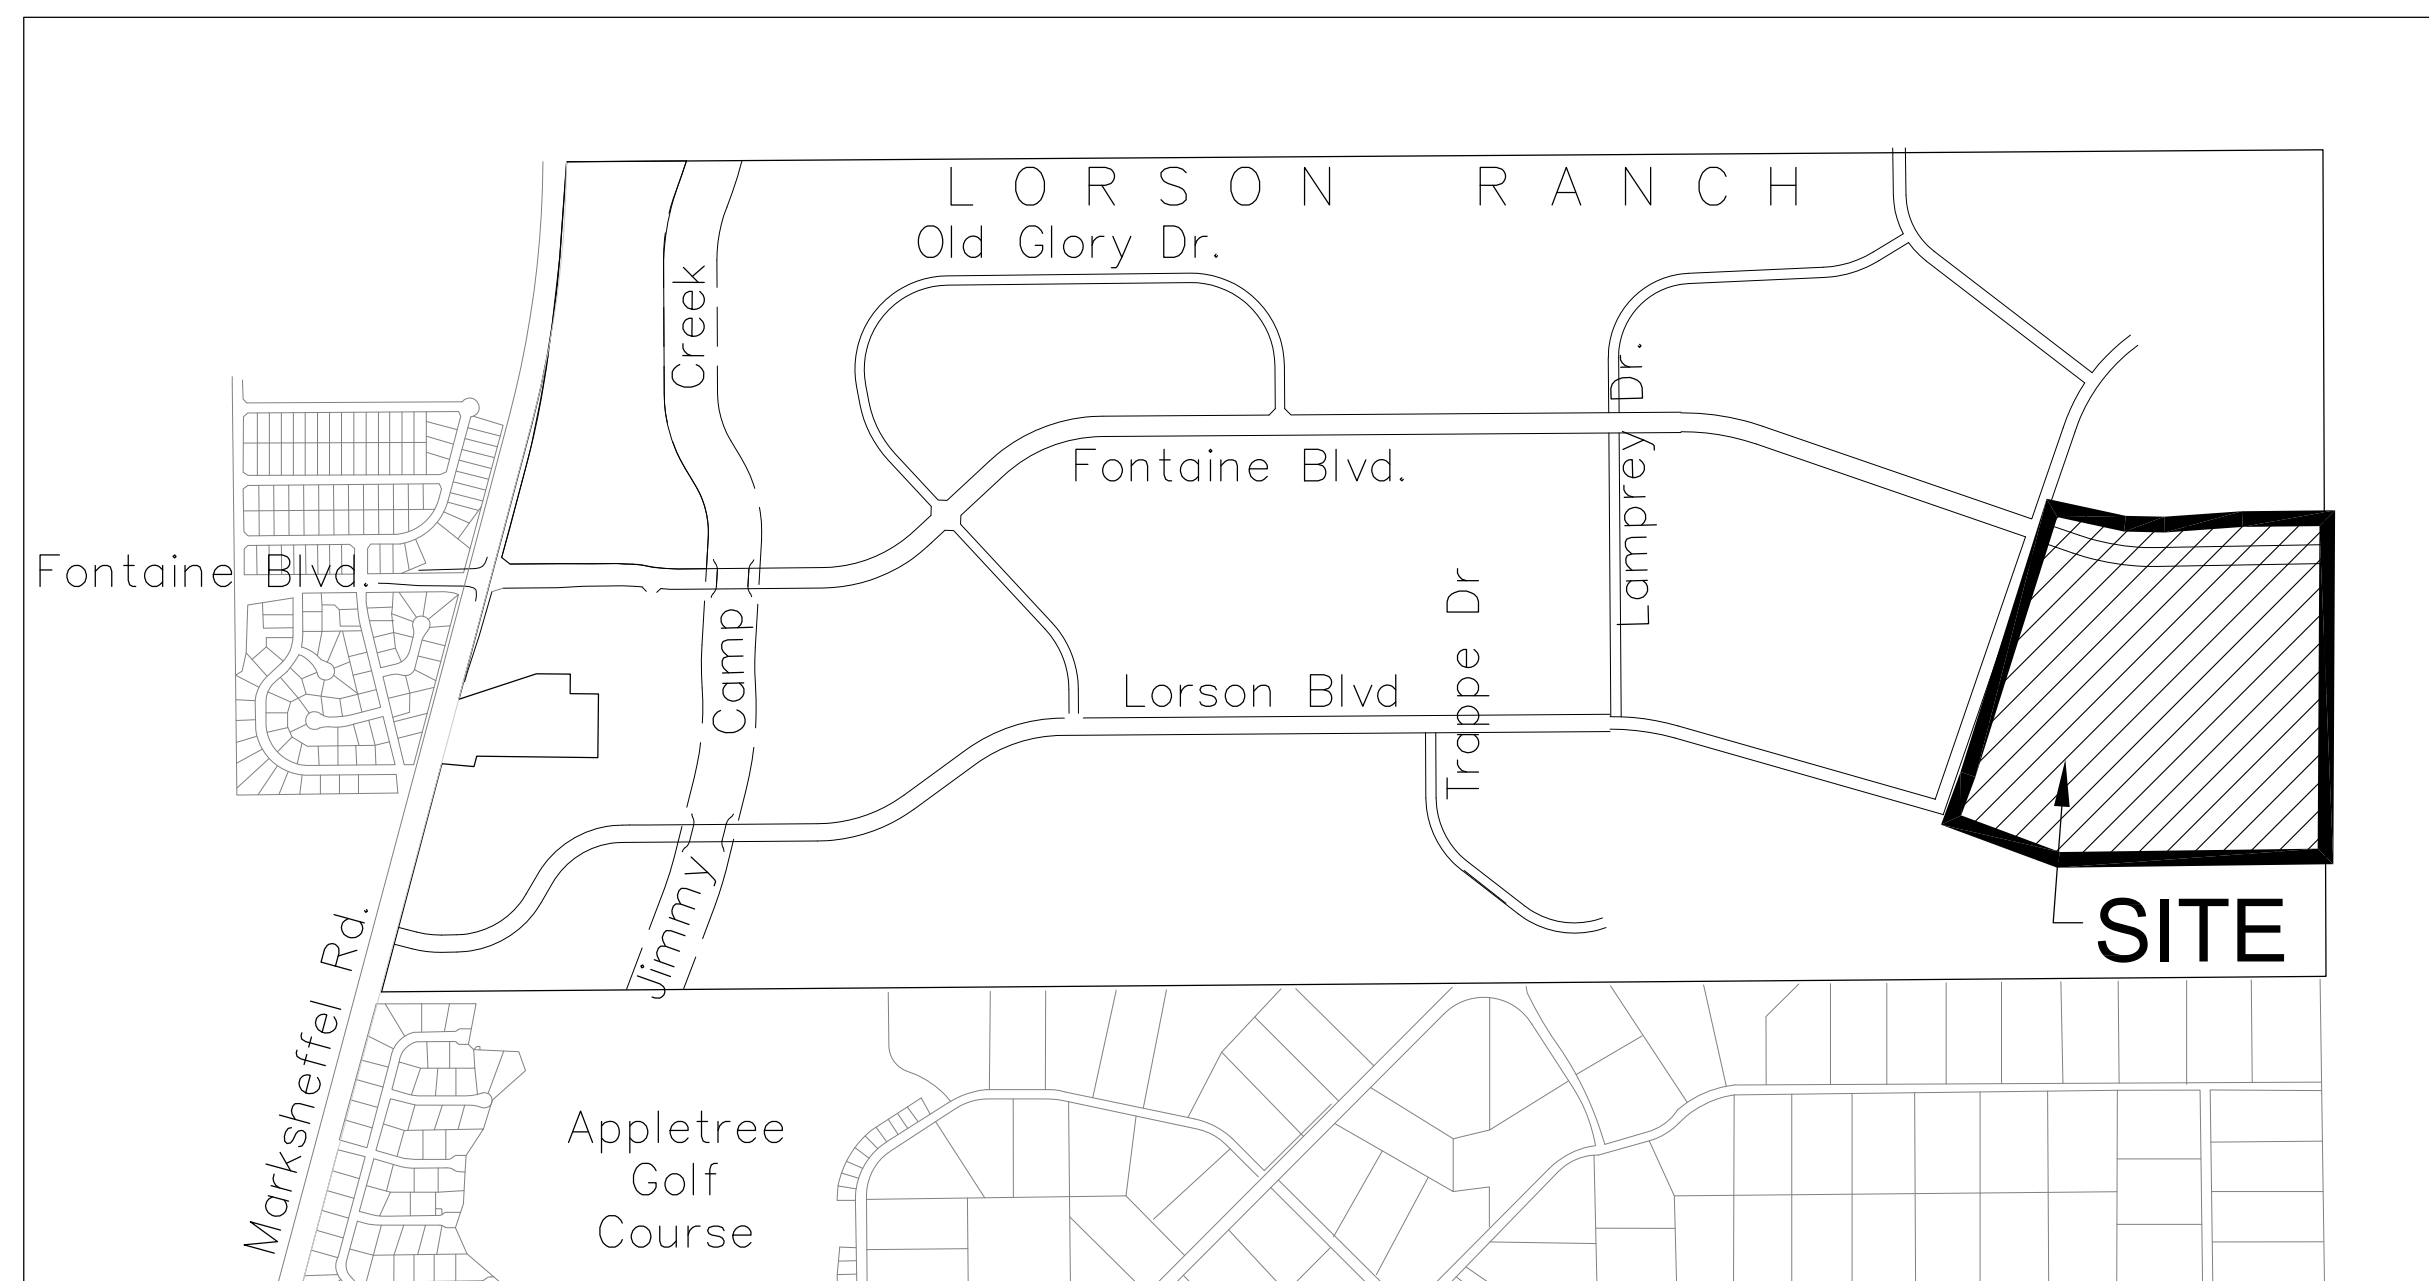 LORSON RANCH
Old Glory Dr.
Creek
Lamprey Dr.
Fontaine Blvd.
Fontaine Blvd.
Trappe Dr
Camp
Lorson Blvd
Jimmy
SITE
Marksheffel Rd.
Appletree
Golf
Course